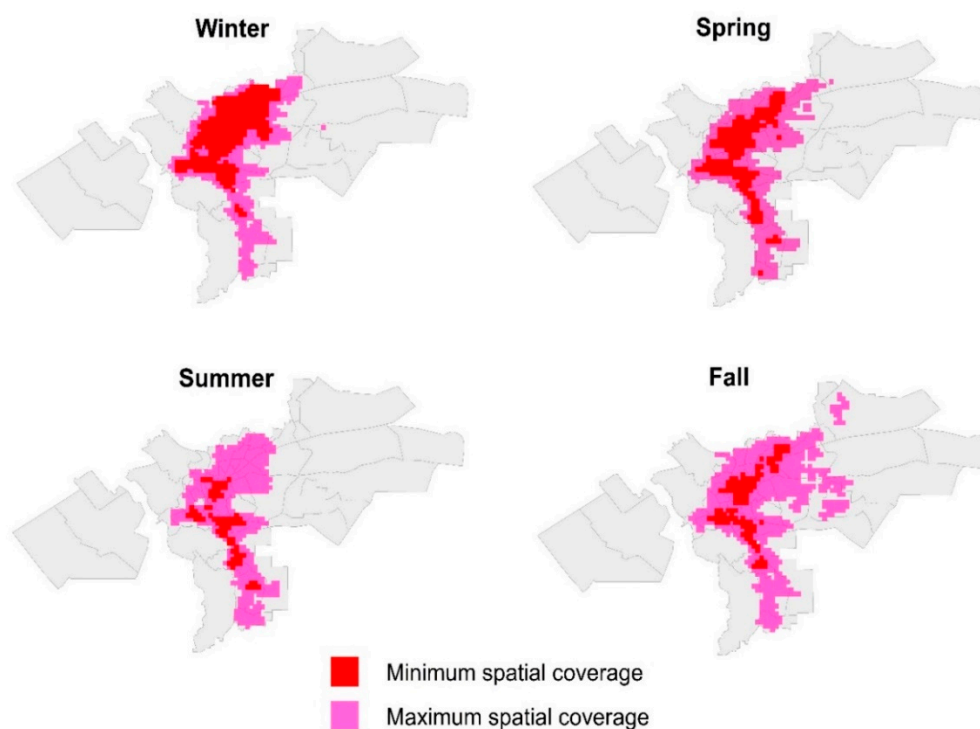 Winter
Spring
Summer
Fall
Minimum spatial coverage
Maximum spatial coverage